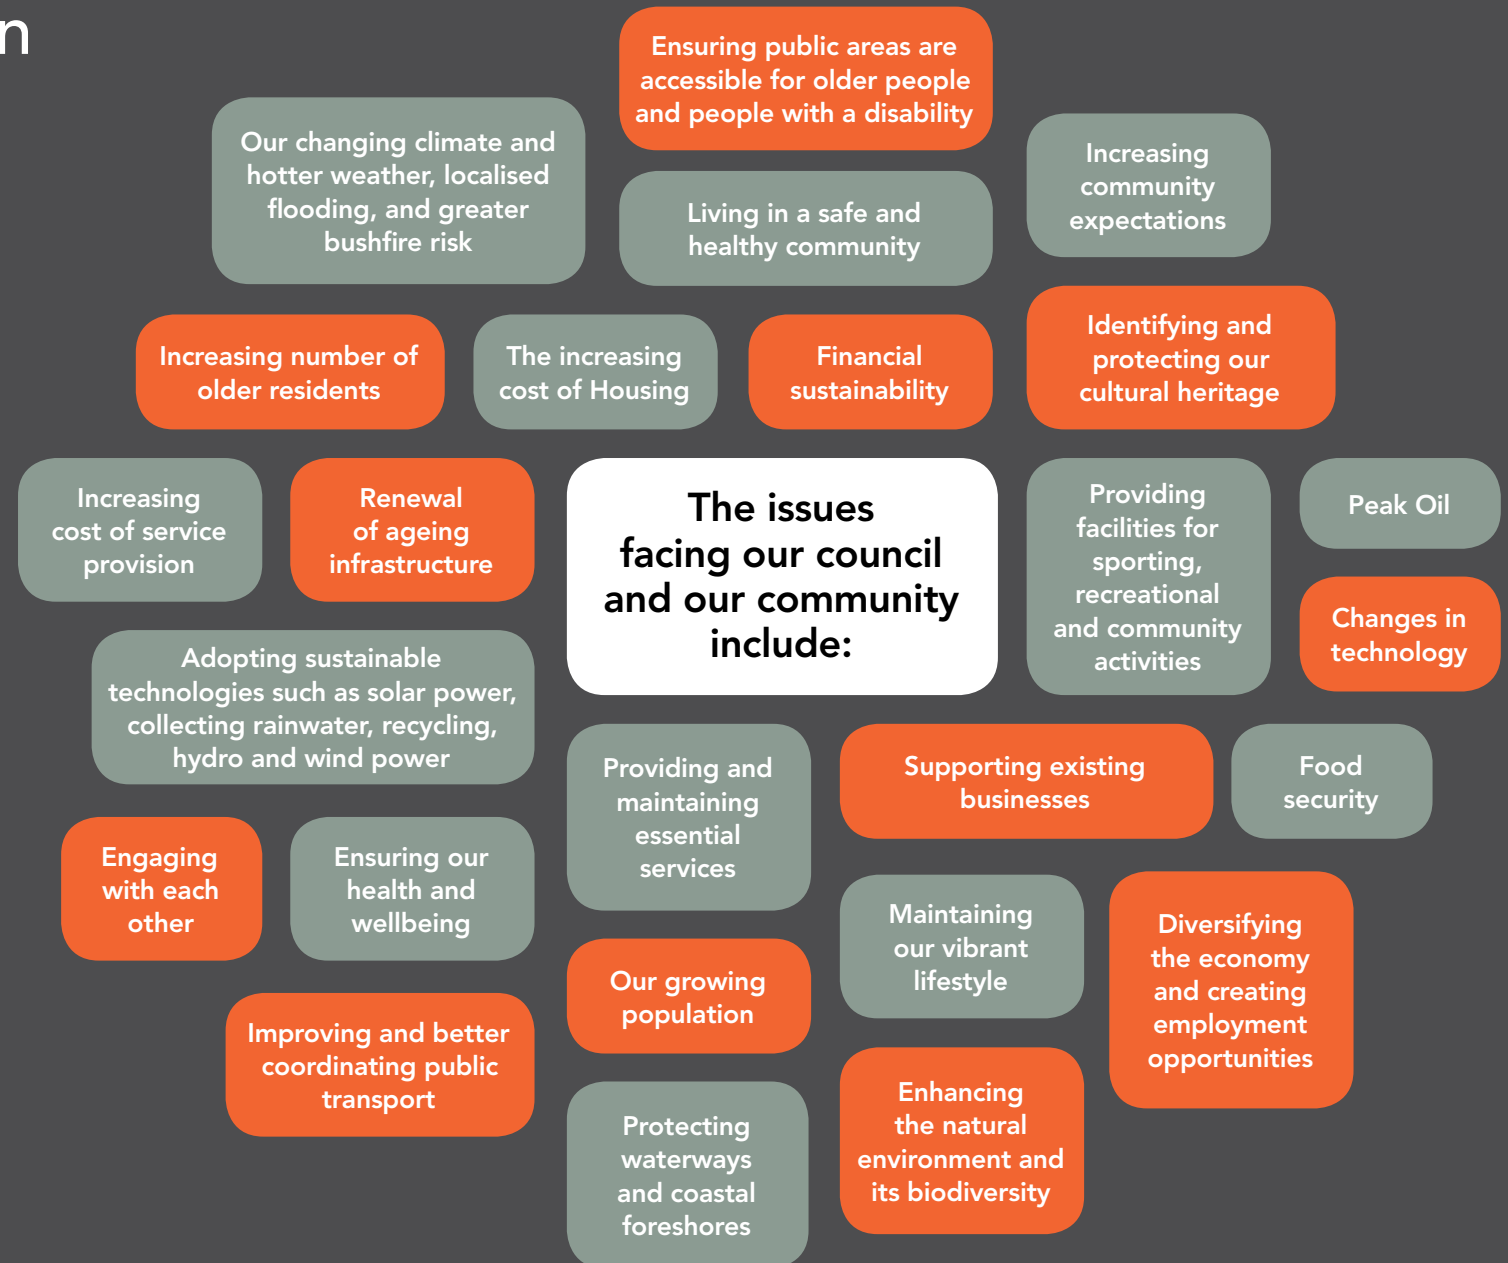 n
Ensuring public areas are
accessible for older people
and people with a disability
Our changing climate and
hotter weather, localised
flooding, and greater
bushfire risk
Living in a safe and
healthy community
Increasing
community
expectations
Increasing number of
older residents
The increasing
cost of Housing
Financial
sustainability
Identifying and
protecting our
cultural heritage
Increasing
cost of service
provision
Renewal
of ageing
infrastructure
The issues
facing our council
and our community
include:
Providing
facilities for
sporting,
recreational
and community
activities
Peak Oil
Changes in
technology
Adopting sustainable
technologies such as solar power,
collecting rainwater, recycling,
hydro and wind power
Providing and
maintaining
essential
services
Supporting existing
businesses
Food
security
Engaging
with each
other
Ensuring our
health and
wellbeing
Maintaining
our vibrant
lifestyle
Diversifying
the economy
and creating
employment
opportunities
Our growing
population
Improving and better
coordinating public
transport
Enhancing
the natural
environment and
its biodiversity
Protecting
waterways
and coastal
foreshores